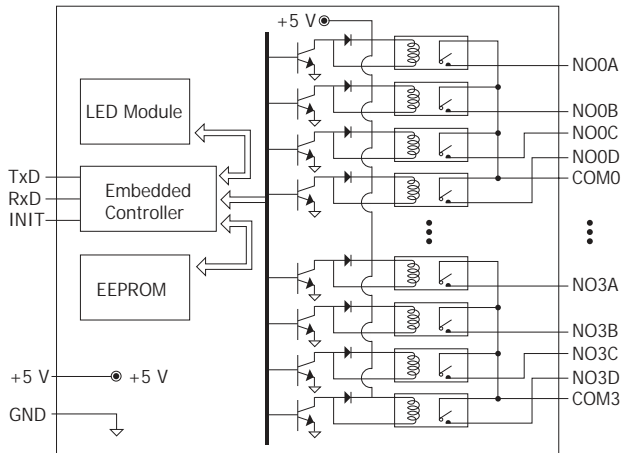 +5 V
NO0A
LED Module
NO0B
NO0C
NO0D
TxD
COM0
RxD
Embedded
Controller
INIT
EEPROM
NO3A
NO3B
NO3C
+5 V
+5 V
NO3D
COM3
GND